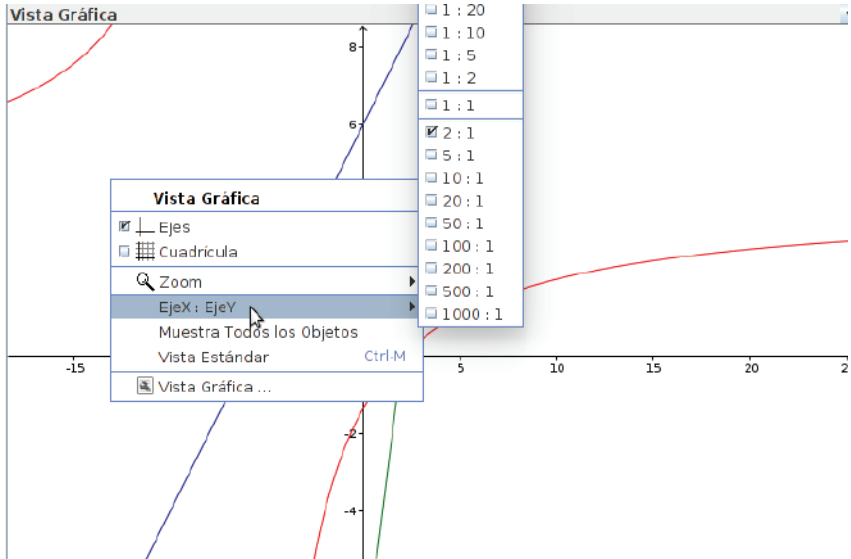 Vista Gráfica
1 : 20
1 : 10
1 : 5
1 : 2
1 : 1
2 : 1
5 : 1
10 : 1
20 : 1
50 : 1
100 : 1
200 : 1
500 : 1
1000 : 1
Vista Gráfica
Ejes
Cuadrícula
Zoom
EjeX : EjeY
Muestra Todos los Objetos
Vista Estándar Ctrl-M
Vista Gráfica ...
8
6
-15 5 10 15 20 2
-2
-4